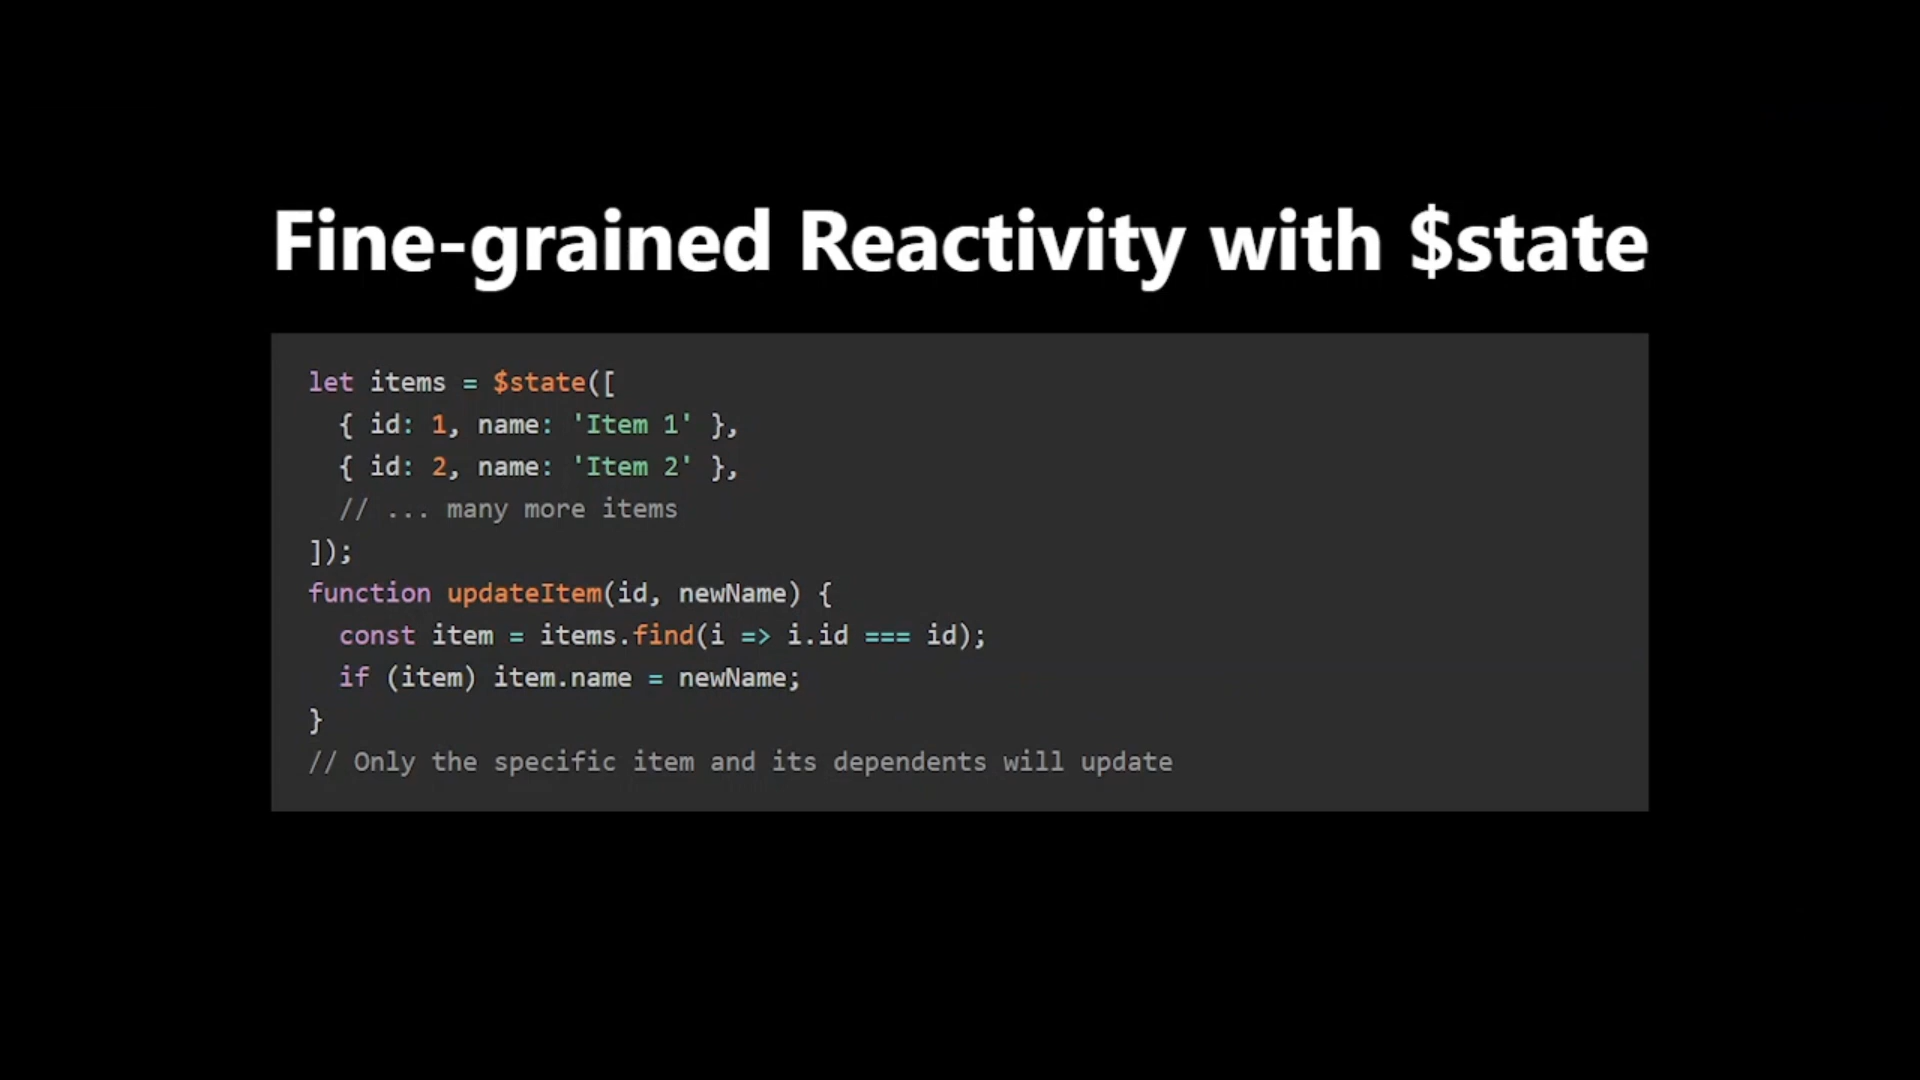 Fine-grained Reactivity with $state
let items = $state([
  { id: 1, name: 'Item 1' },
  { id: 2, name: 'Item 2' },
  // ... many more items
]);
function updateItem(id, newName) {
  const item = items.find(i => i.id === id);
  if (item) item.name = newName;
}
// Only the specific item and its dependents will update